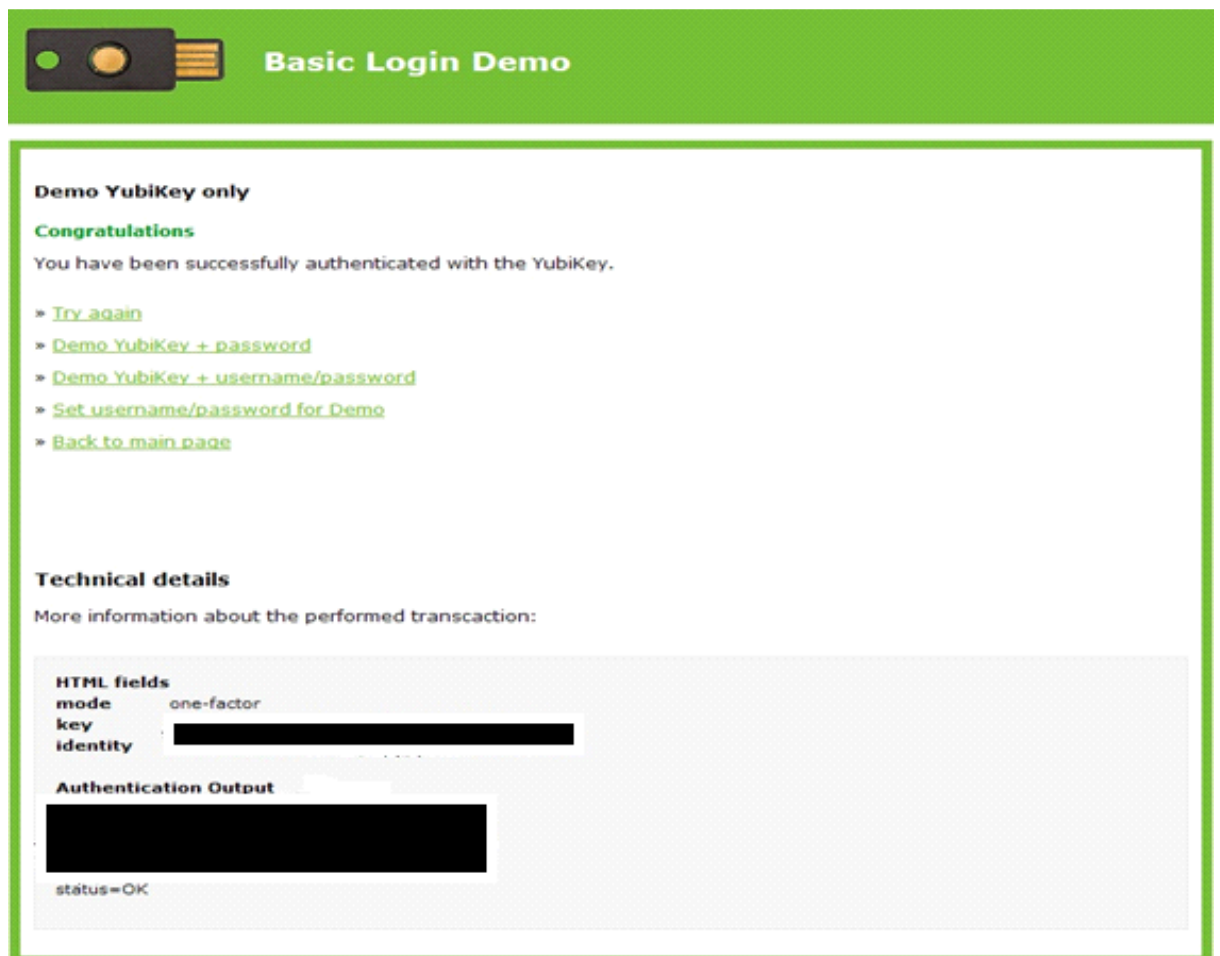 Basic Login Demo
Demo YubiKey only
Congratulations
You have been successfully authenticated with the YubiKey.
» Try again
» Demo YubiKey + password
» Demo YubiKey + username/password
» Set username/password for Demo
» Back to main page
Technical details
More information about the performed transcaction:
HTML fields
mode one-factor
key
identity
Authentication Output
status=OK